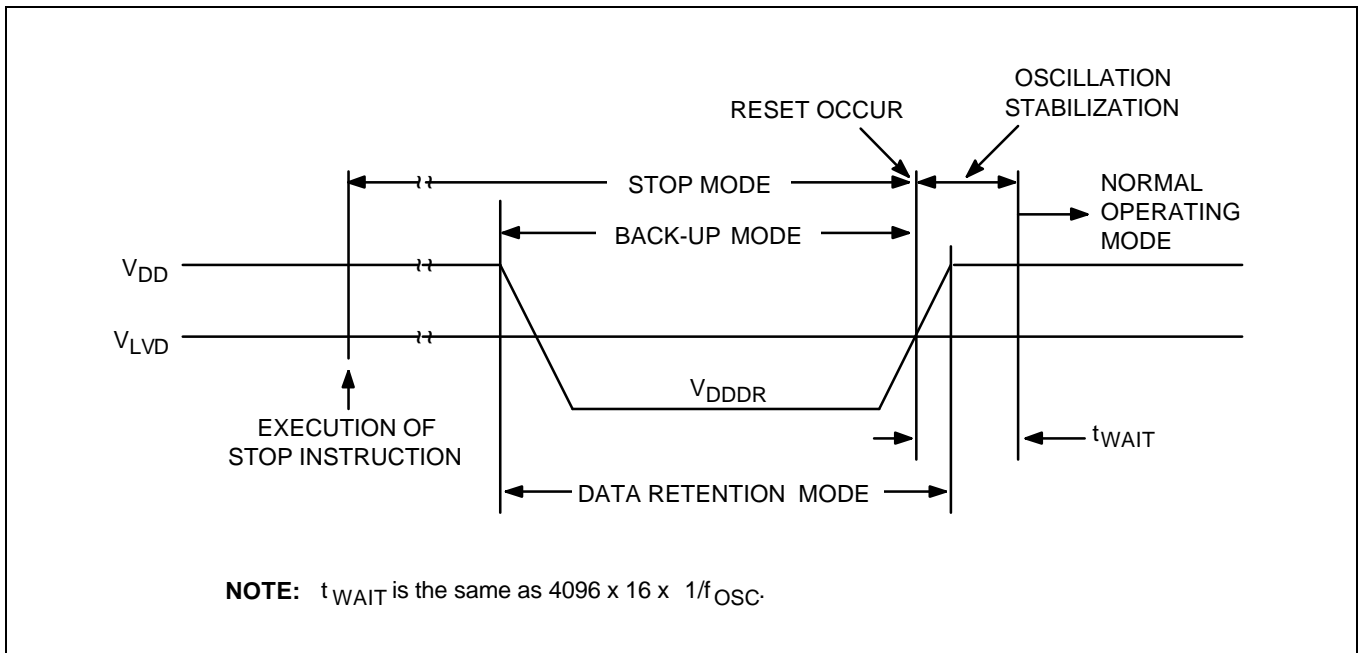 OSCILLATION
STABILIZATION
RESET OCCUR
STOP MODE
NORMAL
OPERATING
MODE
BACK-UP MODE
VDD
VLVD
VDDDR
EXECUTION OF
STOP INSTRUCTION
tWAIT
DATA RETENTION MODE
NOTE: tWAIT is the same as 4096 x 16 x 1/fOSC.